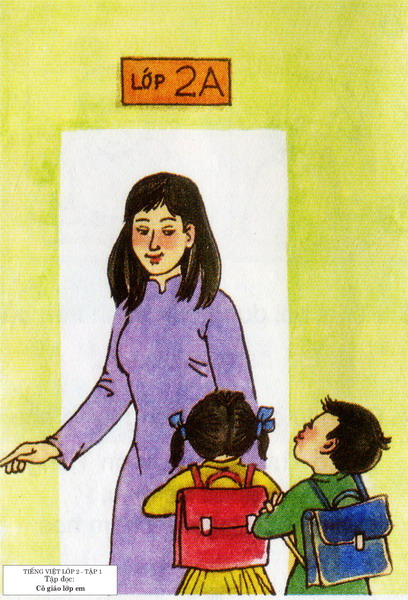 LỚP 2A
TIẾNG VIỆT LỚP 2 - TẬP 1
Tập đọc:
Cô giáo lớp em